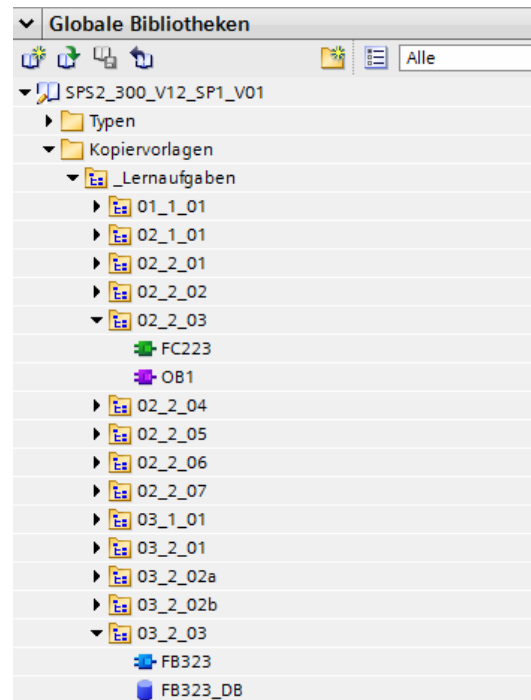 Globale Bibliotheken
Alle
SPS2_300_V12_SP1_V01
Typen
Kopiervorlagen
_Lernaufgaben
01_1_01
02_1_01
02_2_01
02_2_02
02_2_03
FC223
OB1
02_2_04
02_2_05
02_2_06
02_2_07
03_1_01
03_2_01
03_2_02a
03_2_02b
03_2_03
FB323
FB323_DB